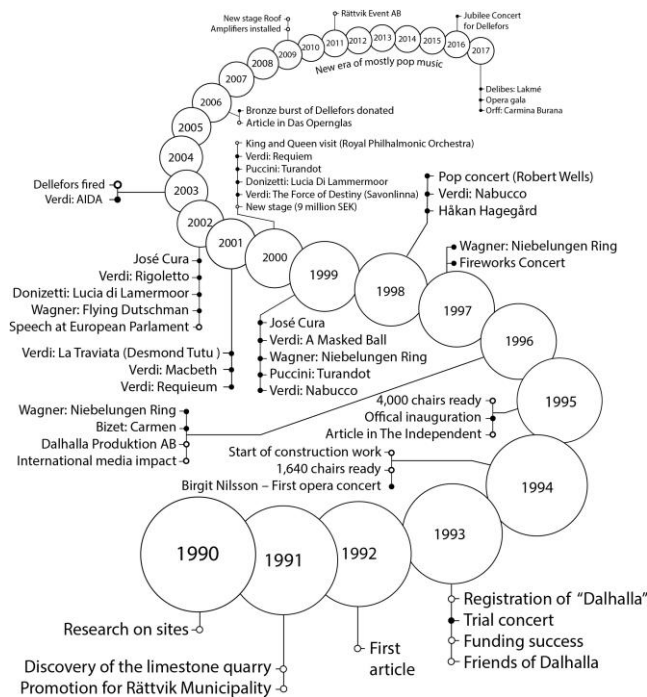 New stage Roof
Amplifiers installed
Rättvik Event AB
Jubilee Concert
for Dellefors
2006
2007
2008
2009
2010
2011
2012
2013
2014
2015
2016
2017
New era of mostly pop music
Delibes: Lakmé
Opera gala
Orff: Carmina Burana
Bronze burst of Dellefors donated
Article in Das Opernglas
2005
2004
2003
2002
2001
2000
King and Queen visit (Royal Philhalmonic Orchestra)
Verdi: Requiem
Puccini: Turandot
Donizetti: Lucia Di Lammermoor
Verdi: The Force of Destiny (Savonlinna)
New stage (9 million SEK)
Dellefors fired
Verdi: AIDA
Pop concert (Robert Wells)
Verdi: Nabucco
Håkan Hagegård
1999
1998
1997
Wagner: Niebelungen Ring
Fireworks Concert
José Cura
Verdi: Rigoletto
Donizetti: Lucia di Lamermoor
Wagner: Flying Dutschman
Speech at European Parlament
José Cura
Verdi: A Masked Ball
Wagner: Niebelungen Ring
Puccini: Turandot
Verdi: Nabucco
Verdi: La Traviata (Desmond Tutu )
Verdi: Macbeth
Verdi: Requieum
1996
1995
Wagner: Niebelungen Ring
Bizet: Carmen
Dalhalla Produktion AB
International media impact
4,000 chairs ready
Offical inauguration
Article in The Independent
Start of construction work
1,640 chairs ready
Birgit Nilsson – First opera concert
1994
1993
1992
1991
1990
Research on sites
Discovery of the limestone quarry
Promotion for Rättvik Municipality
First
article
Registration of “Dalhalla”
Trial concert
Funding success
Friends of Dalhalla